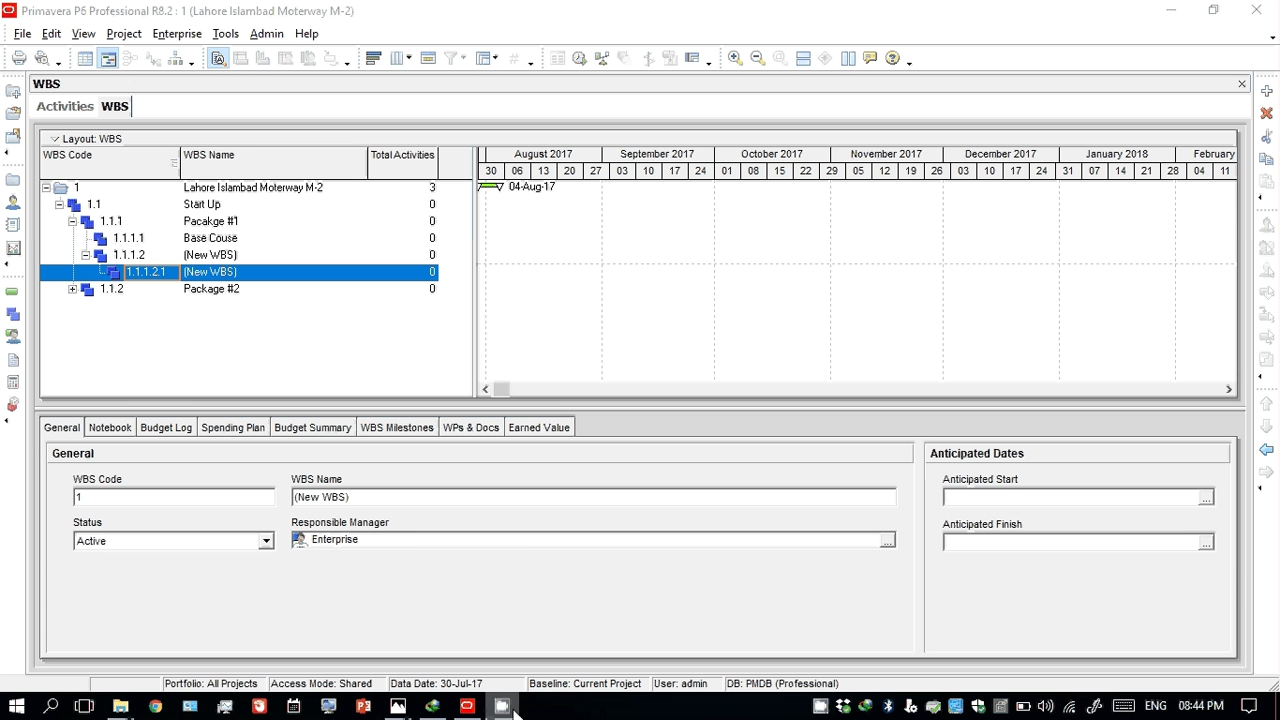 Primavera P6 Professional R8.2 : 1 (Lahore Islambad Moterway M-2)
File Edit View Project Enterprise Tools Admin Help
WBS
Activities WBS
Layout: WBS
WBS Code WBS Name Total Activities
August 2017 September 2017 October 2017 November 2017 December 2017 January 2018 February
30 06 13 20 27 03 10 17 24 01 08 15 22 29 05 12 19 26 03 10 17 24 31 07 14 21 28 04 11
1 Lahore Islambad Moterway M-2 3 04-Aug-17
1.1 Start Up 0
1.1.1 Pacakge #1 0
1.1.1.1 Base Couse 0
1.1.1.2 (New WBS) 0
1.1.1.2.1 (New WBS) 0
1.1.2 Package #2 0
General Notebook Budget Log Spending Plan Budget Summary WBS Milestones WPs & Docs Earned Value
General Anticipated Dates
WBS Code WBS Name Anticipated Start
1 (New WBS)
Status Responsible Manager Anticipated Finish
Active Enterprise
Portfolio: All Projects Access Mode: Shared Data Date: 30-Jul-17 Baseline: Current Project User: admin DB: PMDB (Professional)
ENG 08:44 PM